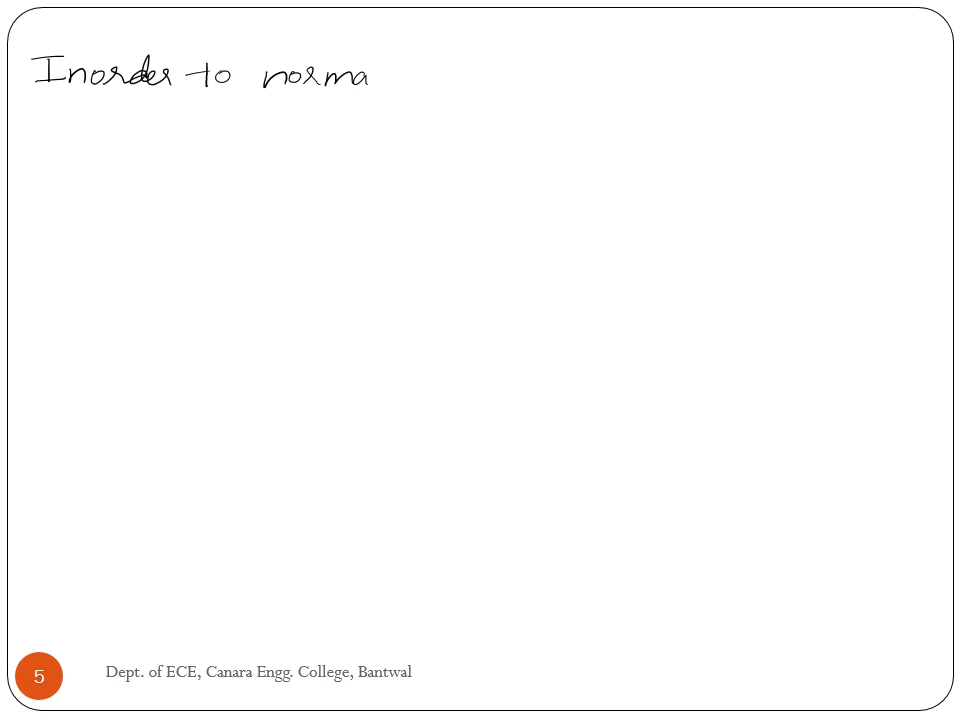 Inorder to norma
5
Dept. of ECE, Canara Engg. College, Bantwal